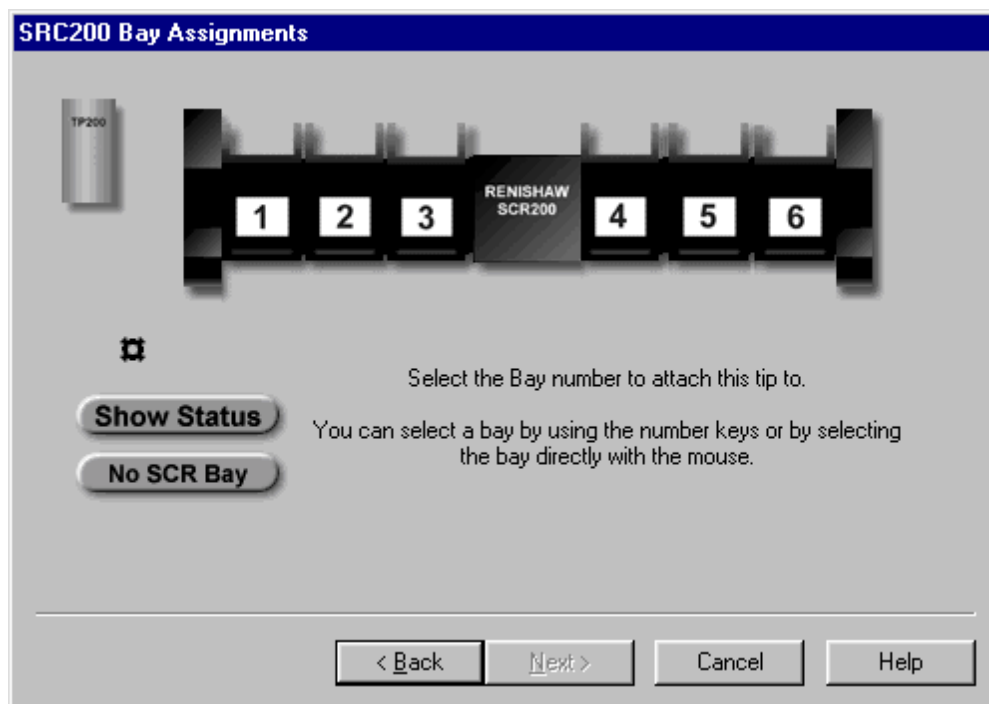 SRC200 Bay Assignments
TP200
RENISHAW
SCR200
1 2 3 4 5 6
Select the Bay number to attach this tip to.
Show Status
You can select a bay by using the number keys or by selecting
the bay directly with the mouse.
No SCR Bay
< Back Next > Cancel Help